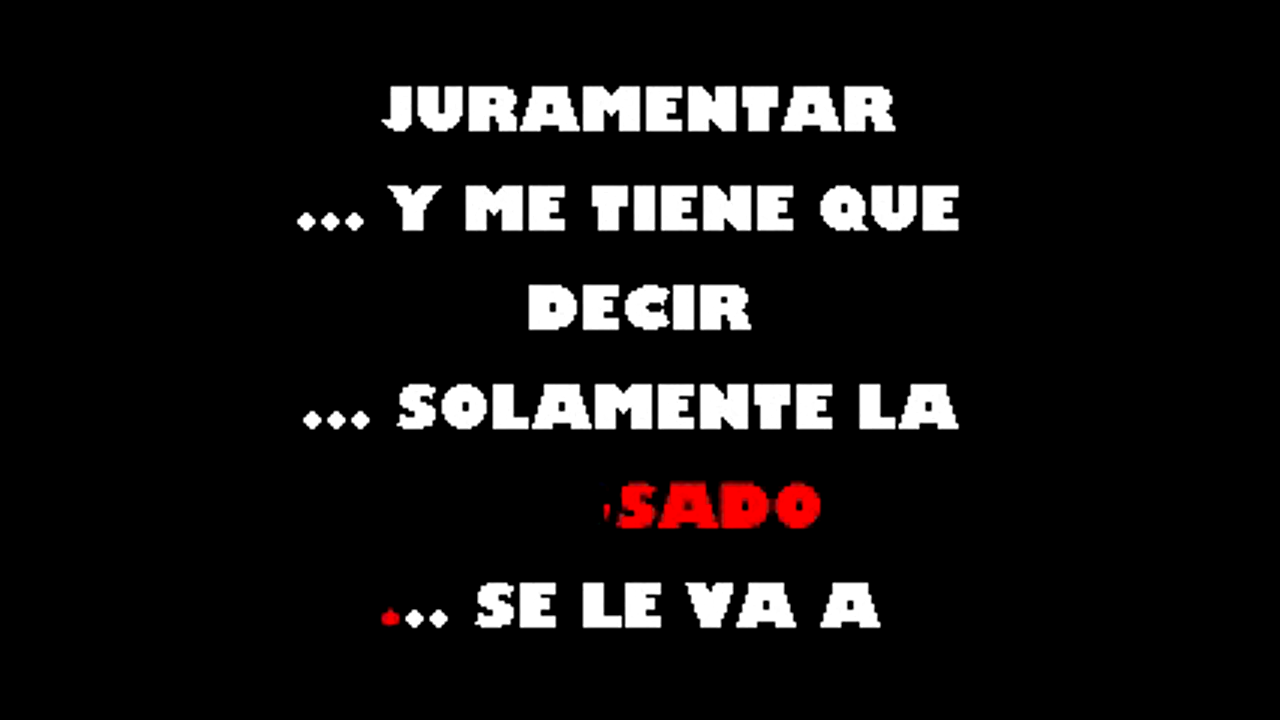 JURAMENTAR
... Y ME TIENE QUE
DECIR
... SOLAMENTE LA
SADO
... SE LE VA A